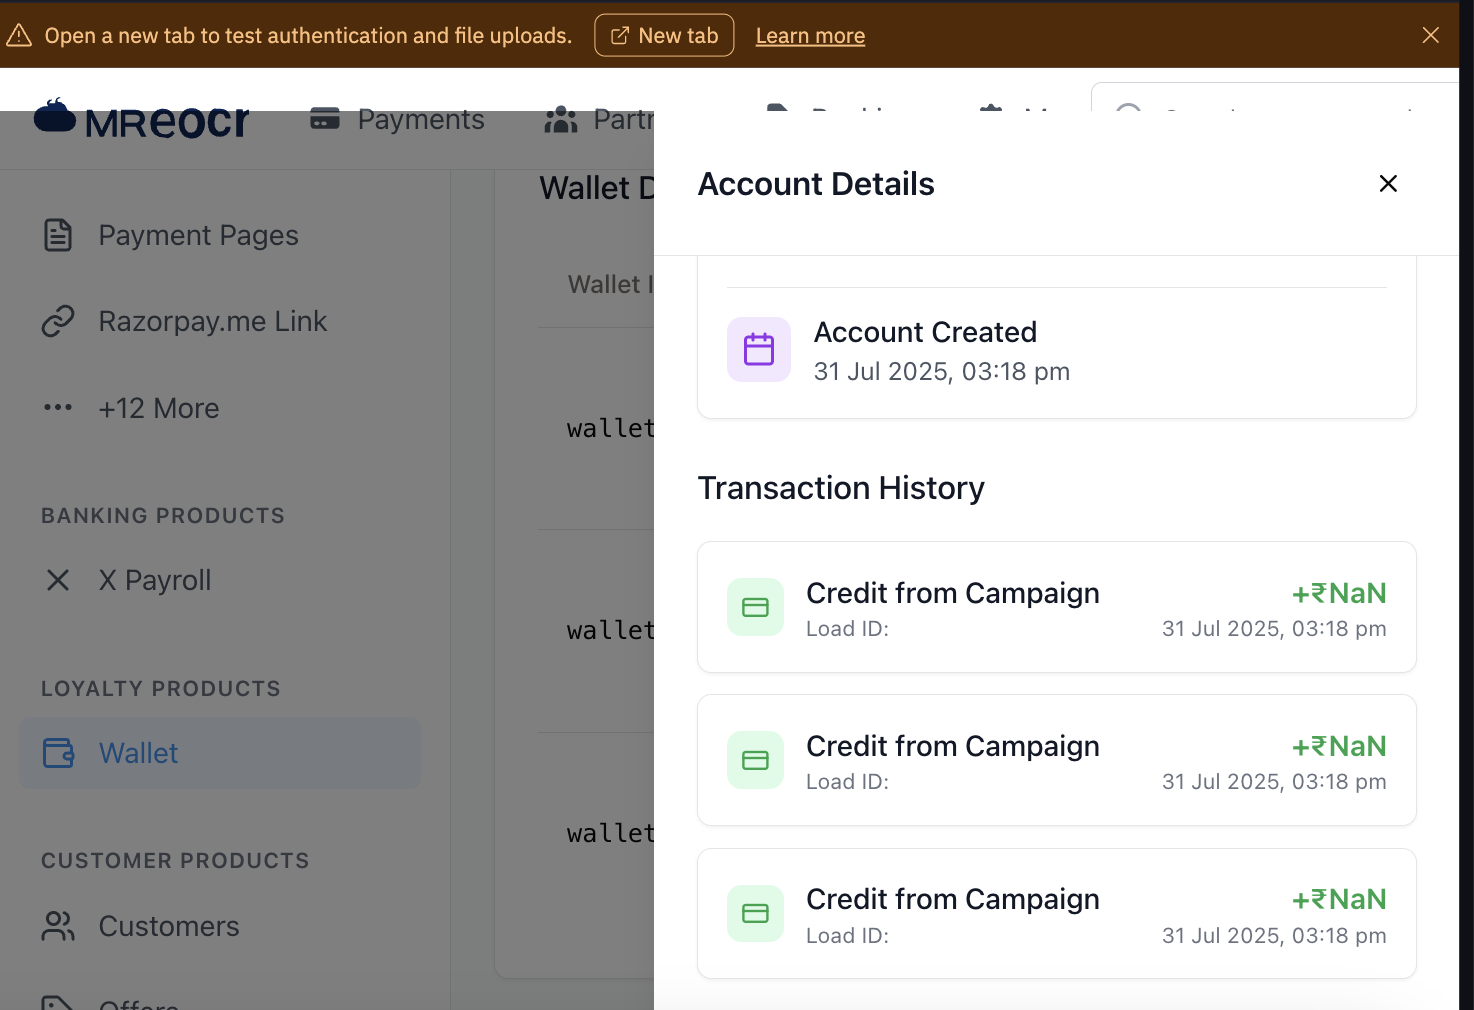 Open a new tab to test authentication and file uploads. New tab Learn more
MReocr Payments
Account Details
Payment Pages
Razorpay.me Link
+12 More
BANKING PRODUCTS
X Payroll
LOYALTY PRODUCTS
Wallet
CUSTOMER PRODUCTS
Customers
Offers
Wallet D
Wallet I
wallet
wallet
wallet
Account Created
31 Jul 2025, 03:18 pm
Transaction History
Credit from Campaign +₹NaN
Load ID: 31 Jul 2025, 03:18 pm
Credit from Campaign +₹NaN
Load ID: 31 Jul 2025, 03:18 pm
Credit from Campaign +₹NaN
Load ID: 31 Jul 2025, 03:18 pm